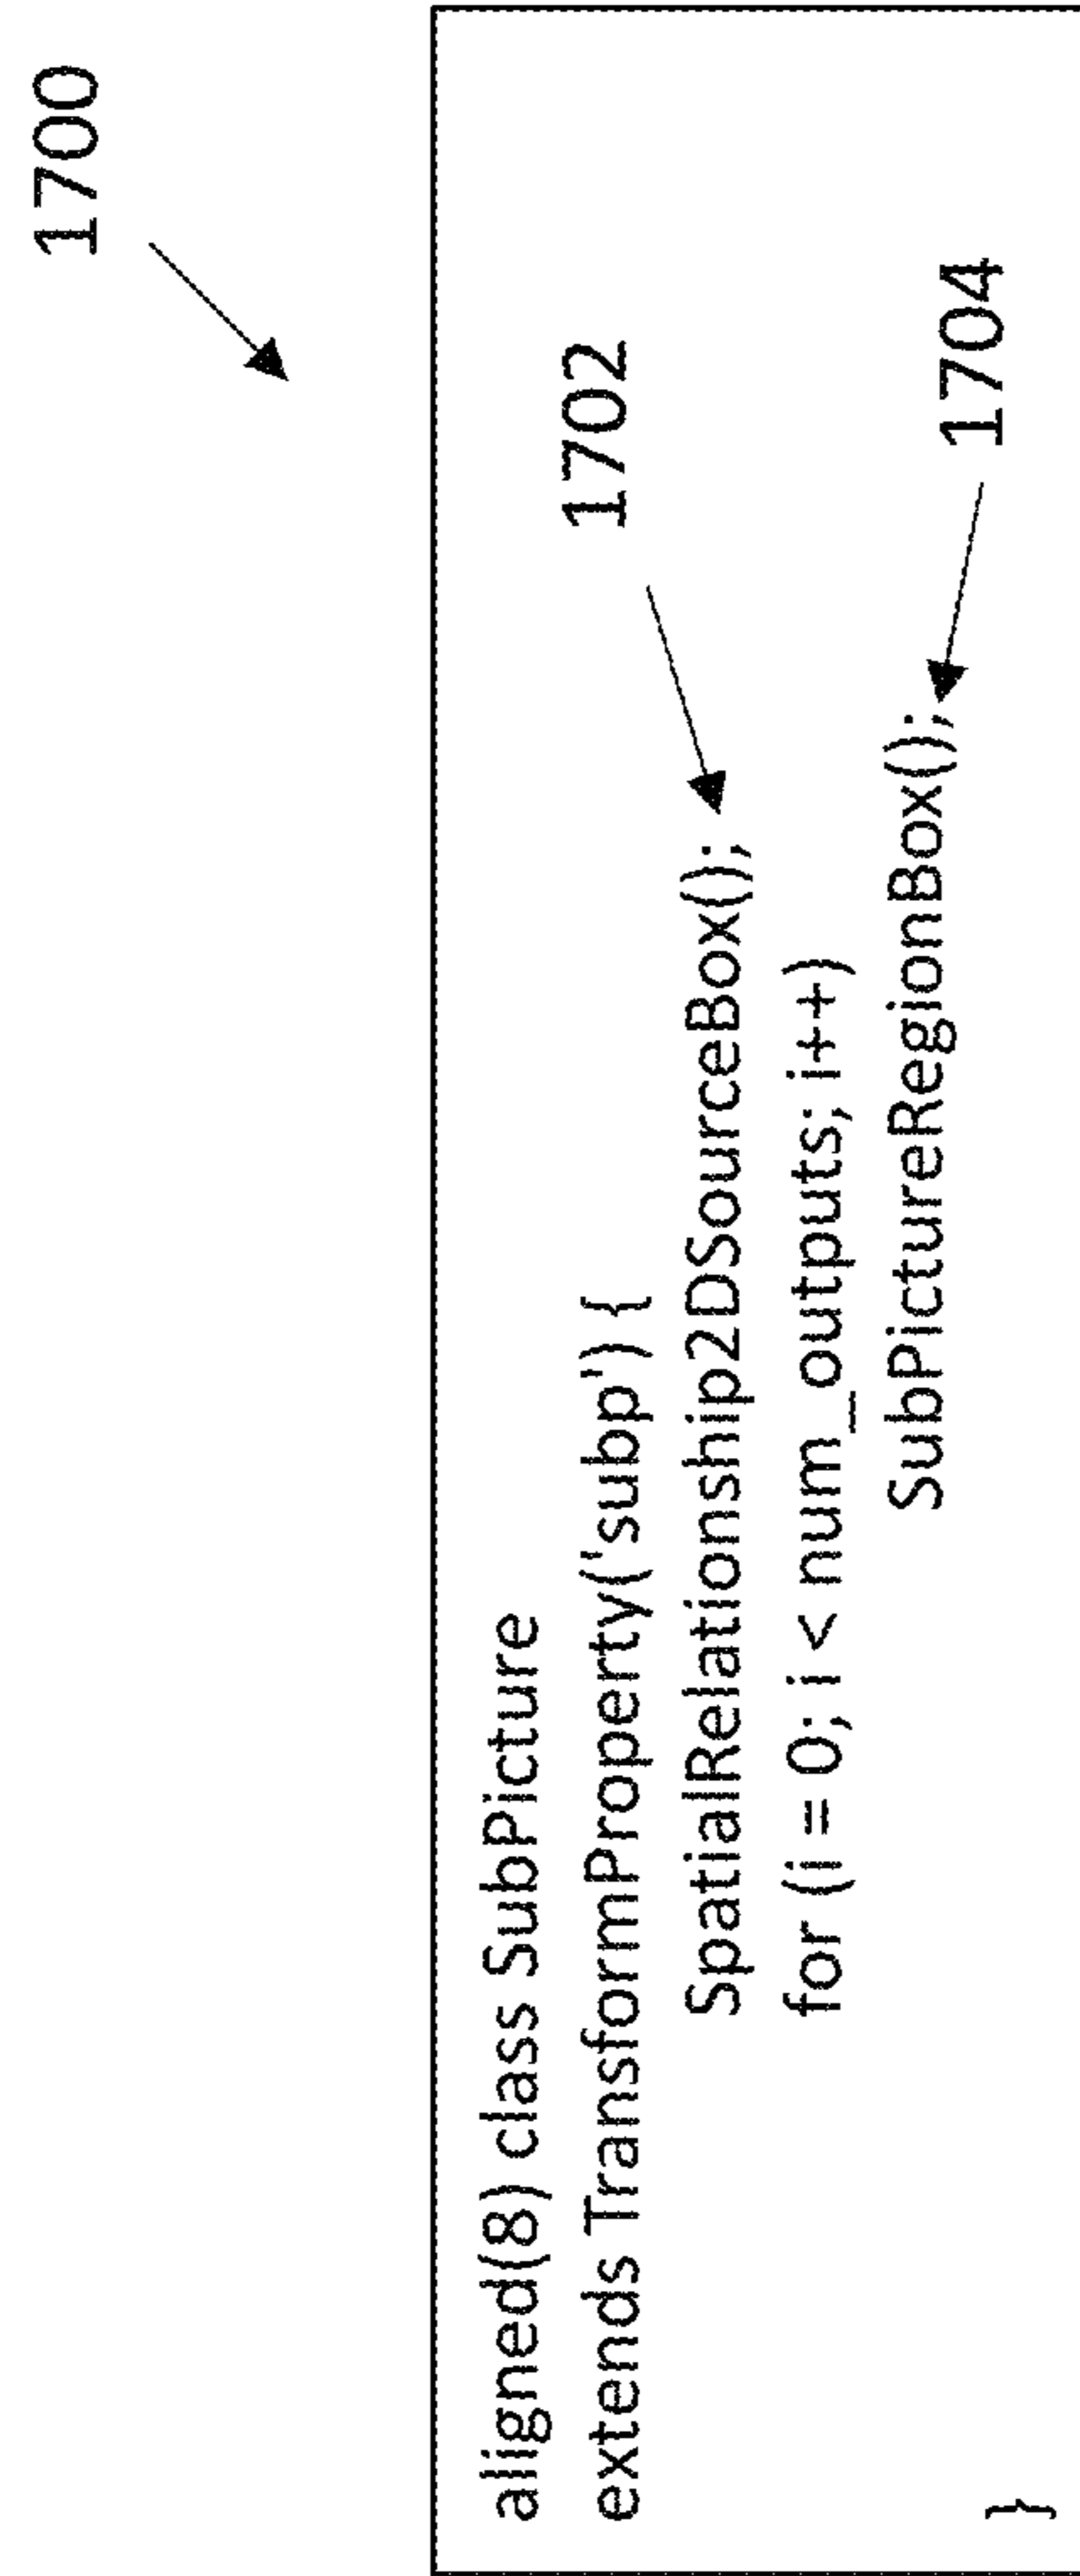 1700
aligned(8) class SubPicture
extends TransformProperty('subp') {
SpatialRelationship2DSourceBox();
1702
for (i = 0; i < num_outputs; i++)
SubPictureRegionBox();
1704
}